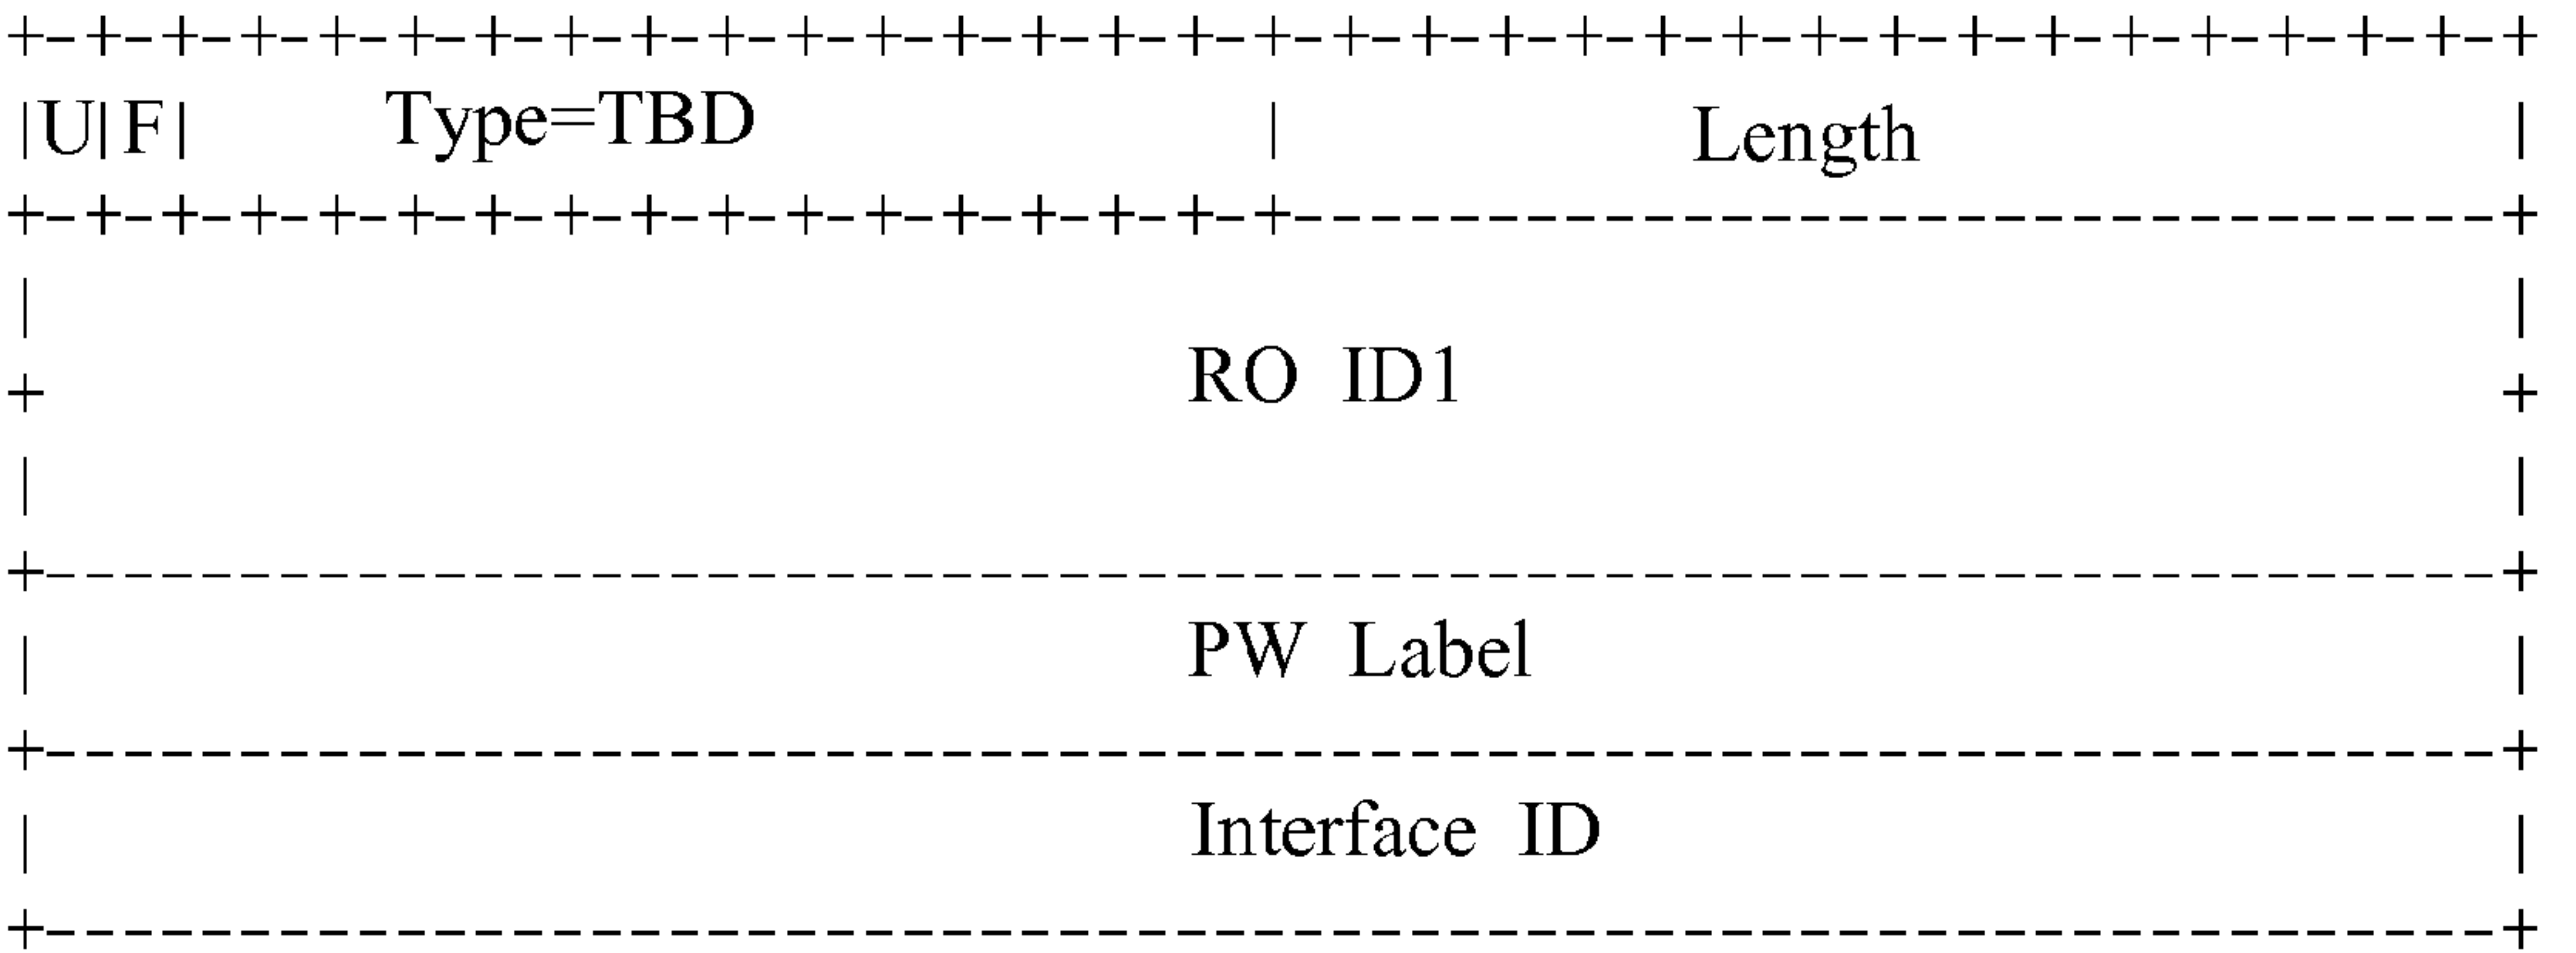 +-+-+-+-+-+-+-+-+-+-+-+-+-+-+-+-+-+-+-+-+-+-+-+-+-+-+-+-+-+-+-+-+
|U|F| Type=TBD | Length |
+-+-+-+-+-+-+-+-+-+-+-+-+-+-+-+-+-------------------------------+
| |
+ RO ID1 +
| |
+---------------------------------------------------------------+
| PW Label |
+---------------------------------------------------------------+
| Interface ID |
+---------------------------------------------------------------+